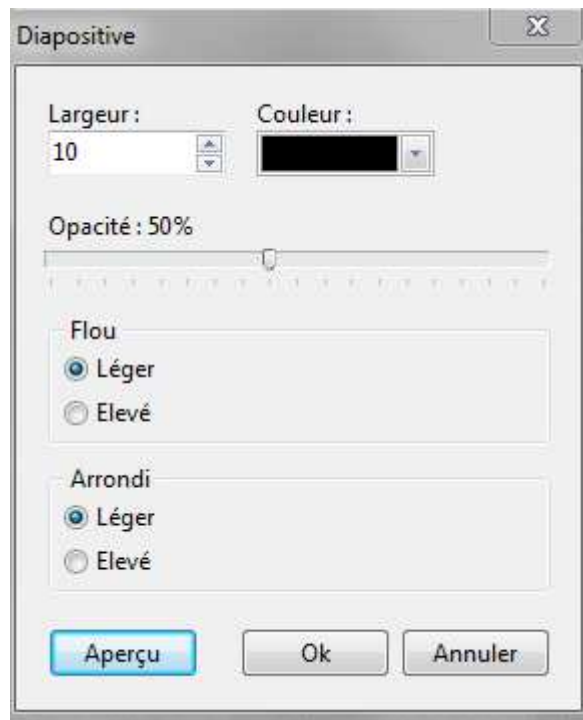 Diapositive
Largeur : Couleur :
10
Opacité : 50%
Flou
Léger
Elevé
Arrondi
Léger
Elevé
Aperçu Ok Annuler